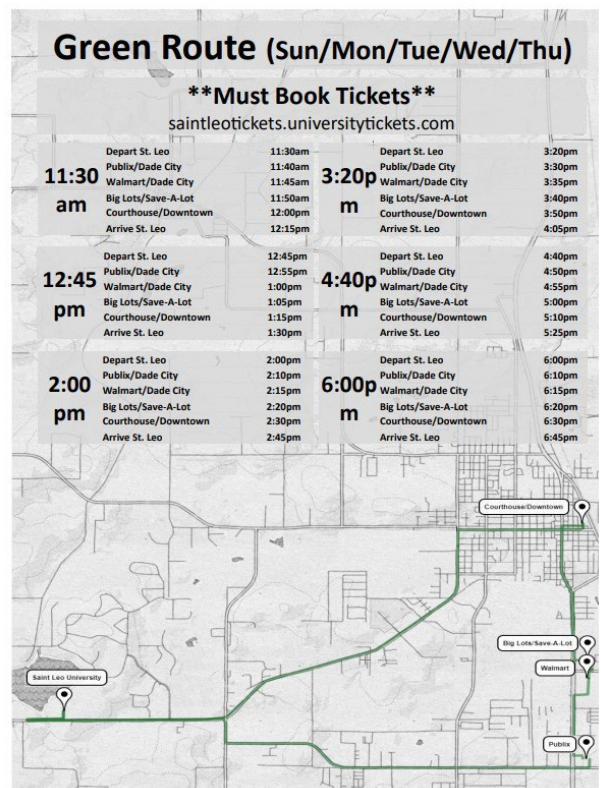 Green Route (Sun/Mon/Tue/Wed/Thu)
**Must Book Tickets**
saintleotickets.universitytickets.com
11:30
am
Depart St. Leo 11:30am
Publix/Dade City 11:40am
Walmart/Dade City 11:45am
Big Lots/Save-A-Lot 11:50am
Courthouse/Downtown 12:00pm
Arrive St. Leo 12:15pm
3:20p
m
Depart St. Leo 3:20pm
Publix/Dade City 3:30pm
Walmart/Dade City 3:35pm
Big Lots/Save-A-Lot 3:40pm
Courthouse/Downtown 3:50pm
Arrive St. Leo 4:05pm
12:45
pm
Depart St. Leo 12:45pm
Publix/Dade City 12:55pm
Walmart/Dade City 1:00pm
Big Lots/Save-A-Lot 1:05pm
Courthouse/Downtown 1:15pm
Arrive St. Leo 1:30pm
4:40p
m
Depart St. Leo 4:40pm
Publix/Dade City 4:50pm
Walmart/Dade City 4:55pm
Big Lots/Save-A-Lot 5:00pm
Courthouse/Downtown 5:10pm
Arrive St. Leo 5:25pm
2:00
pm
Depart St. Leo 2:00pm
Publix/Dade City 2:10pm
Walmart/Dade City 2:15pm
Big Lots/Save-A-Lot 2:20pm
Courthouse/Downtown 2:30pm
Arrive St. Leo 2:45pm
6:00p
m
Depart St. Leo 6:00pm
Publix/Dade City 6:10pm
Walmart/Dade City 6:15pm
Big Lots/Save-A-Lot 6:20pm
Courthouse/Downtown 6:30pm
Arrive St. Leo 6:45pm
Courthouse/Downtown
Big Lots/Save-A-Lot
Walmart
Saint Leo University
Publix